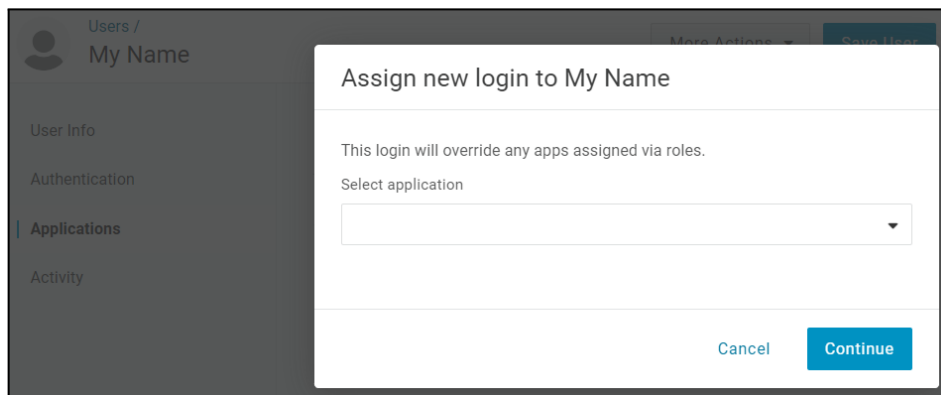 Users /
My Name
More Actions
Save User
Assign new login to My Name
User Info
This login will override any apps assigned via roles.
Authentication
Select application
Applications
Activity
Cancel
Continue